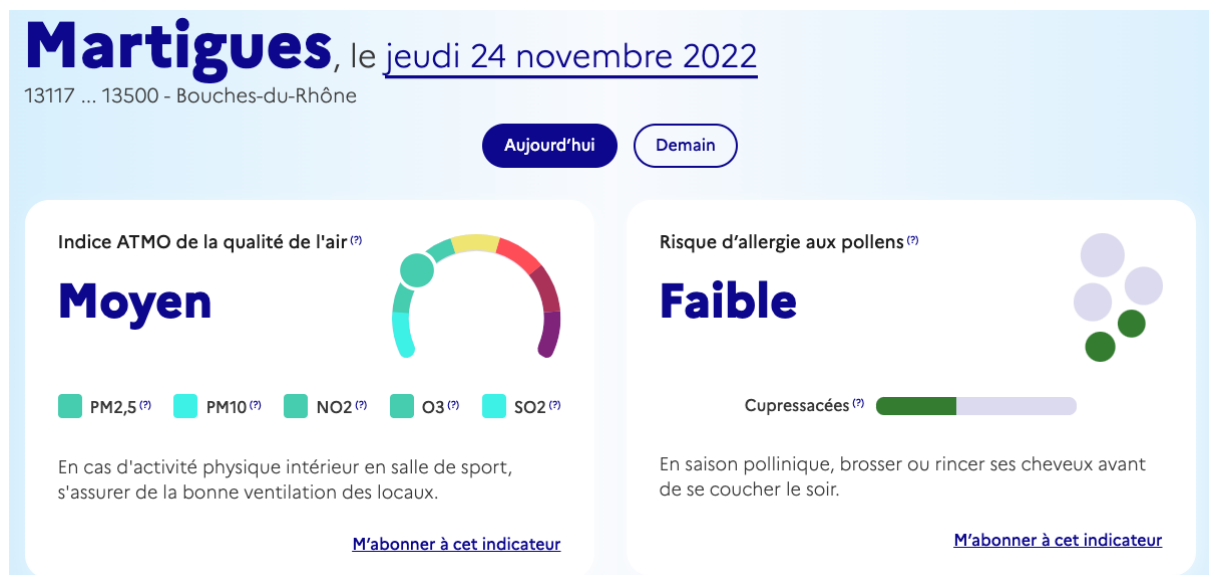 Martigues, le jeudi 24 novembre 2022
13117 ... 13500 - Bouches-du-Rhône
Aujourd'hui
Demain
Indice ATMO de la qualité de l'air (?)
Moyen
PM2,5 (?) PM10 (?) NO2 (?) O3 (?) SO2 (?)
En cas d'activité physique intérieur en salle de sport,
s'assurer de la bonne ventilation des locaux.
M'abonner à cet indicateur
Risque d'allergie aux pollens (?)
Faible
Cupressacées (?)
En saison pollinique, brosser ou rincer ses cheveux avant
de se coucher le soir.
M'abonner à cet indicateur